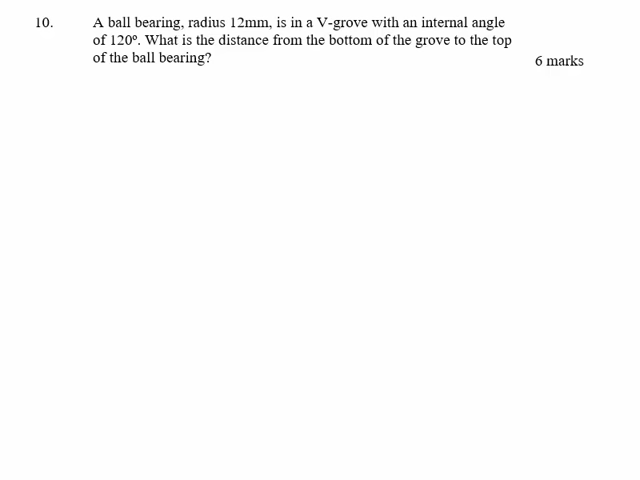 10. A ball bearing, radius 12mm, is in a V-grove with an internal angle
of 120º. What is the distance from the bottom of the grove to the top
of the ball bearing?
6 marks